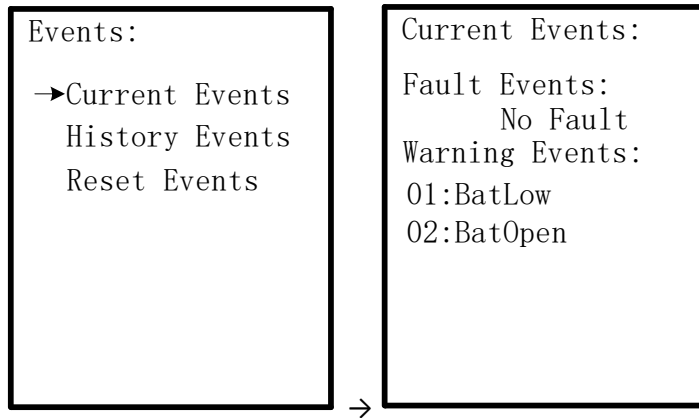 Events:
Current Events
History Events
Reset Events
Current Events:
Fault Events:
No Fault
Warning Events:
01:BatLow
02:BatOpen